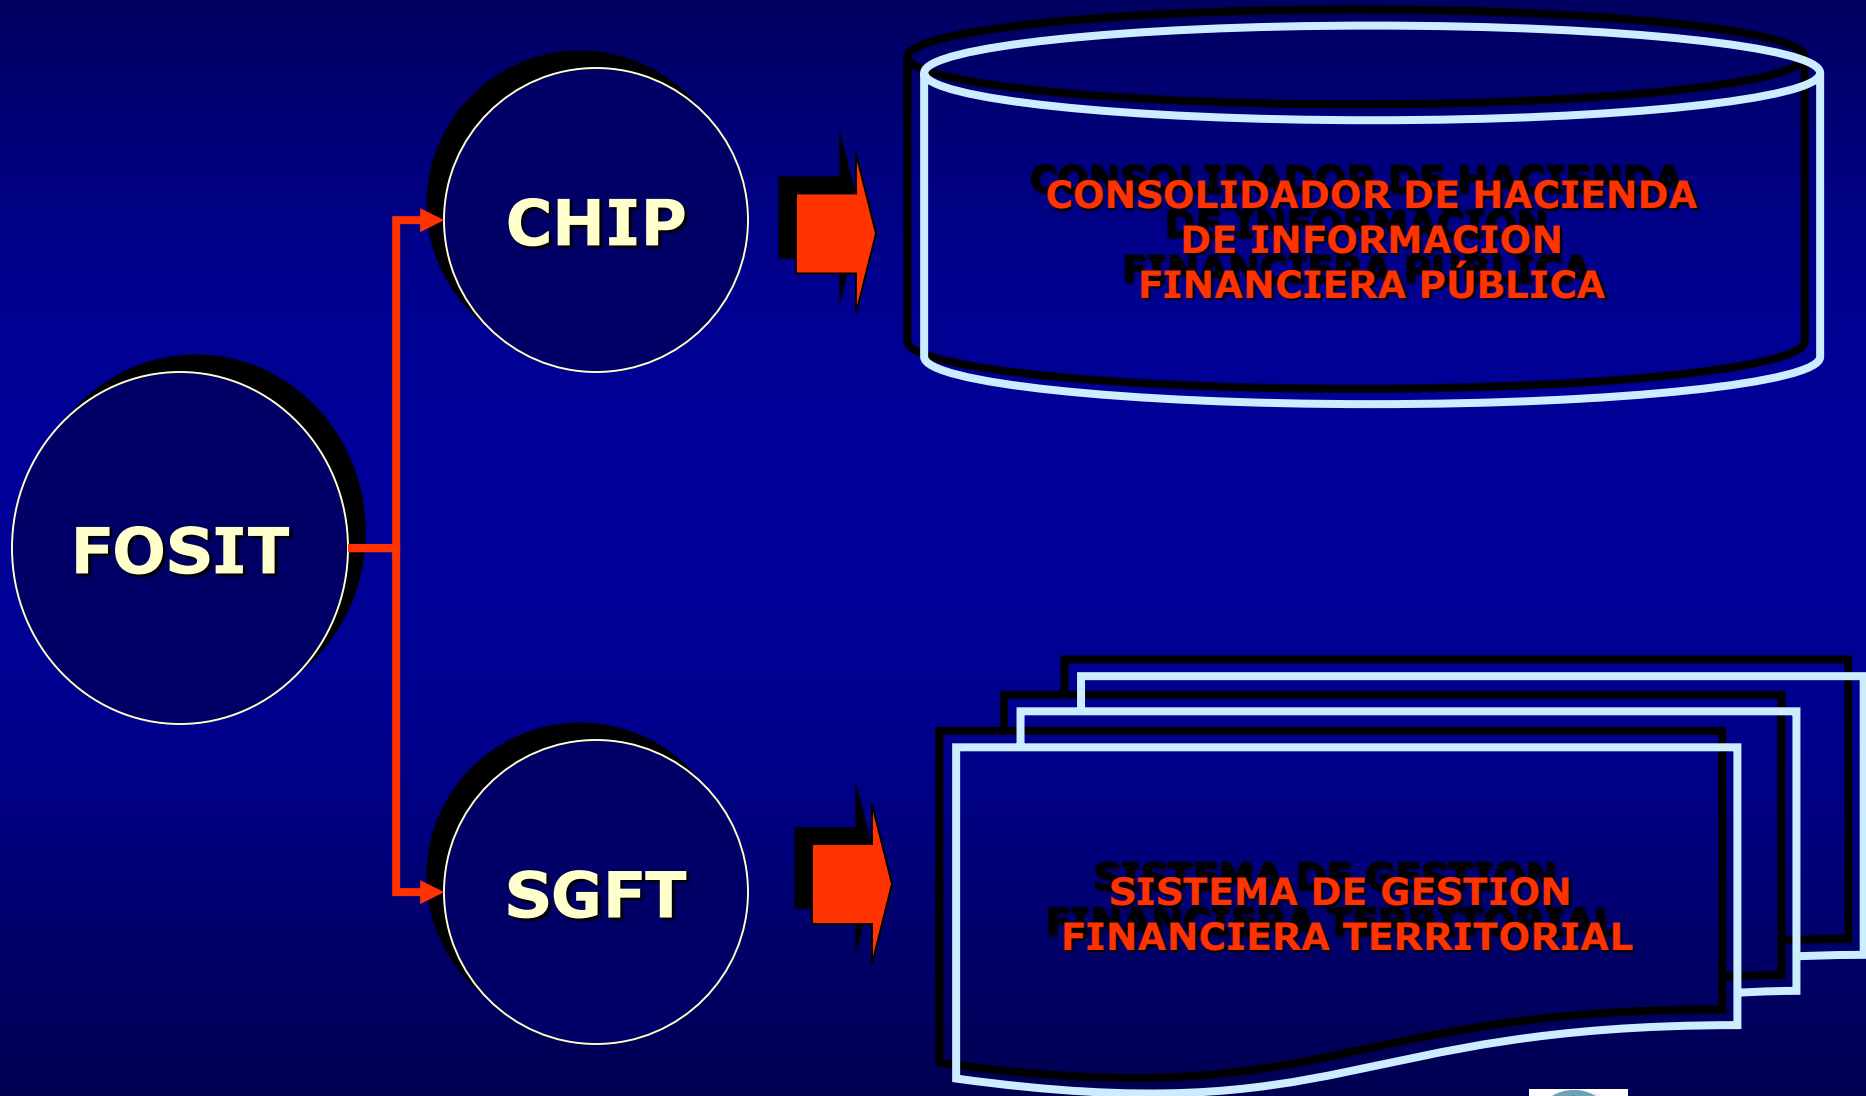 CHIP
CONSOLIDADOR DE HACIENDA
DE INFORMACION
FINANCIERA PÚBLICA
FOSIT
SGFT
SISTEMA DE GESTION
FINANCIERA TERRITORIAL